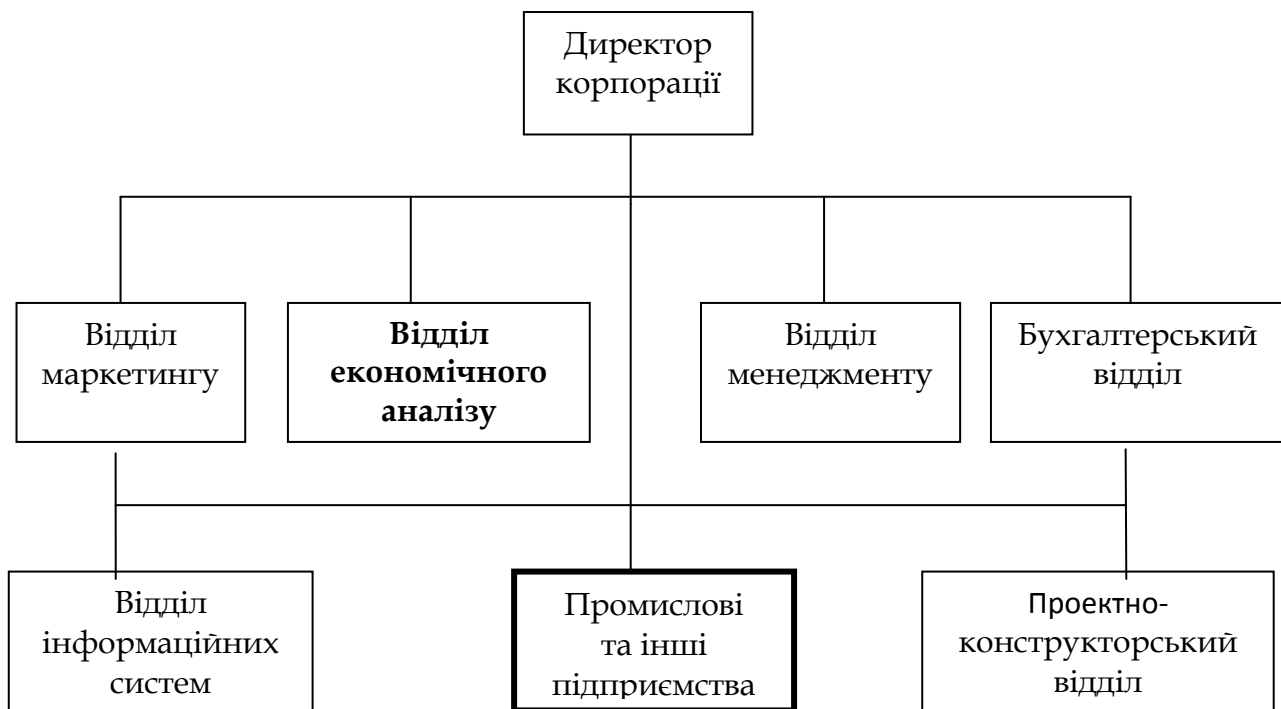 Директор
корпорації
Відділ
маркетингу
Відділ
економічного
аналізу
Відділ
менеджменту
Бухгалтерський
відділ
Відділ
інформаційних
систем
Промислові
та інші
підприємства
Проектно-
конструкторський
відділ